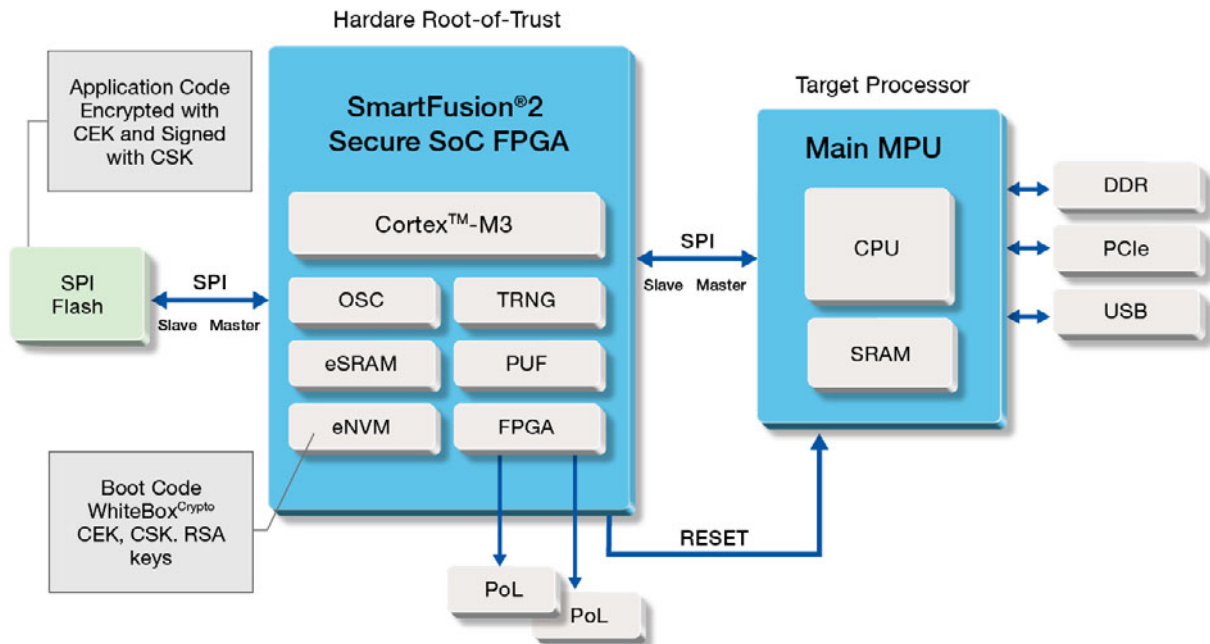 Hardare Root-of-Trust
Application Code
Encrypted with
CEK and Signed
with CSK
SmartFusion®2
Secure SoC FPGA
Target Processor
Main MPU
Cortex™-M3
CPU
DDR
PCIe
USB
SPI
Flash
SPI
Slave Master
OSC
TRNG
SPI
Slave Master
eSRAM
PUF
SRAM
eNVM
FPGA
Boot Code
WhiteBoxCrypto
CEK, CSK. RSA
keys
RESET
PoL
PoL